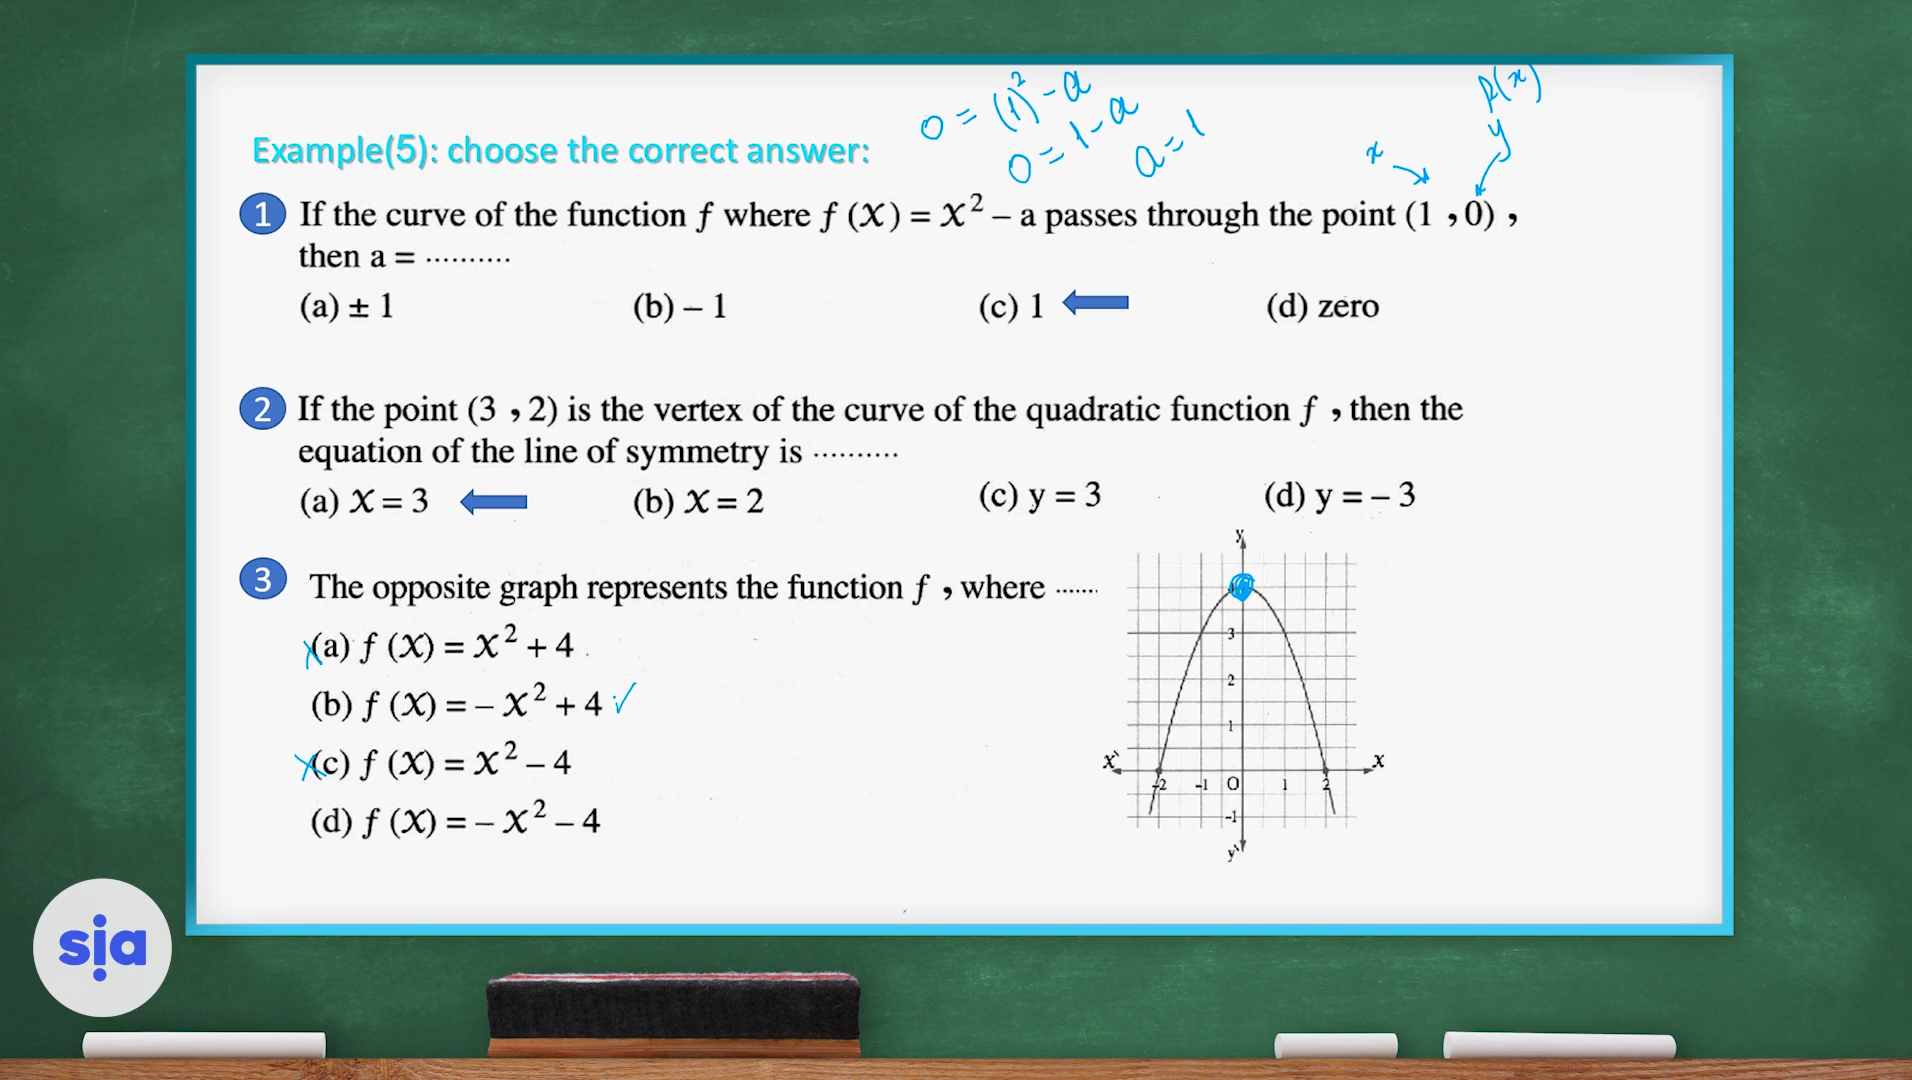 0 = (1)² - a
0 = 1 - a
a = 1
f(x)
y
x
Example(5): choose the correct answer:
1 If the curve of the function f where f (X) = X² – a passes through the point (1 , 0) ,
then a = ..........
(a) ± 1 (b) – 1 (c) 1 (d) zero
2 If the point (3 , 2) is the vertex of the curve of the quadratic function f , then the
equation of the line of symmetry is ..........
(a) X = 3 (b) X = 2 (c) y = 3 (d) y = – 3
3 The opposite graph represents the function f , where .......
(a) f (X) = X² + 4
(b) f (X) = – X² + 4 ✓
(c) f (X) = X² – 4
(d) f (X) = – X² – 4
y
3
2
1
x` x
-2 -1 O 1 2
-1
y`
sia